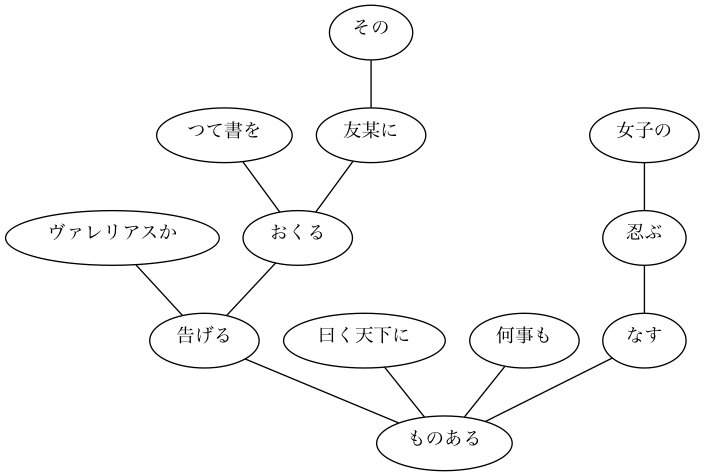 その
つて書を
友某に
女子の
ヴァレリアスか
おくる
忍ぶ
告げる
曰く天下に
何事も
なす
ものある